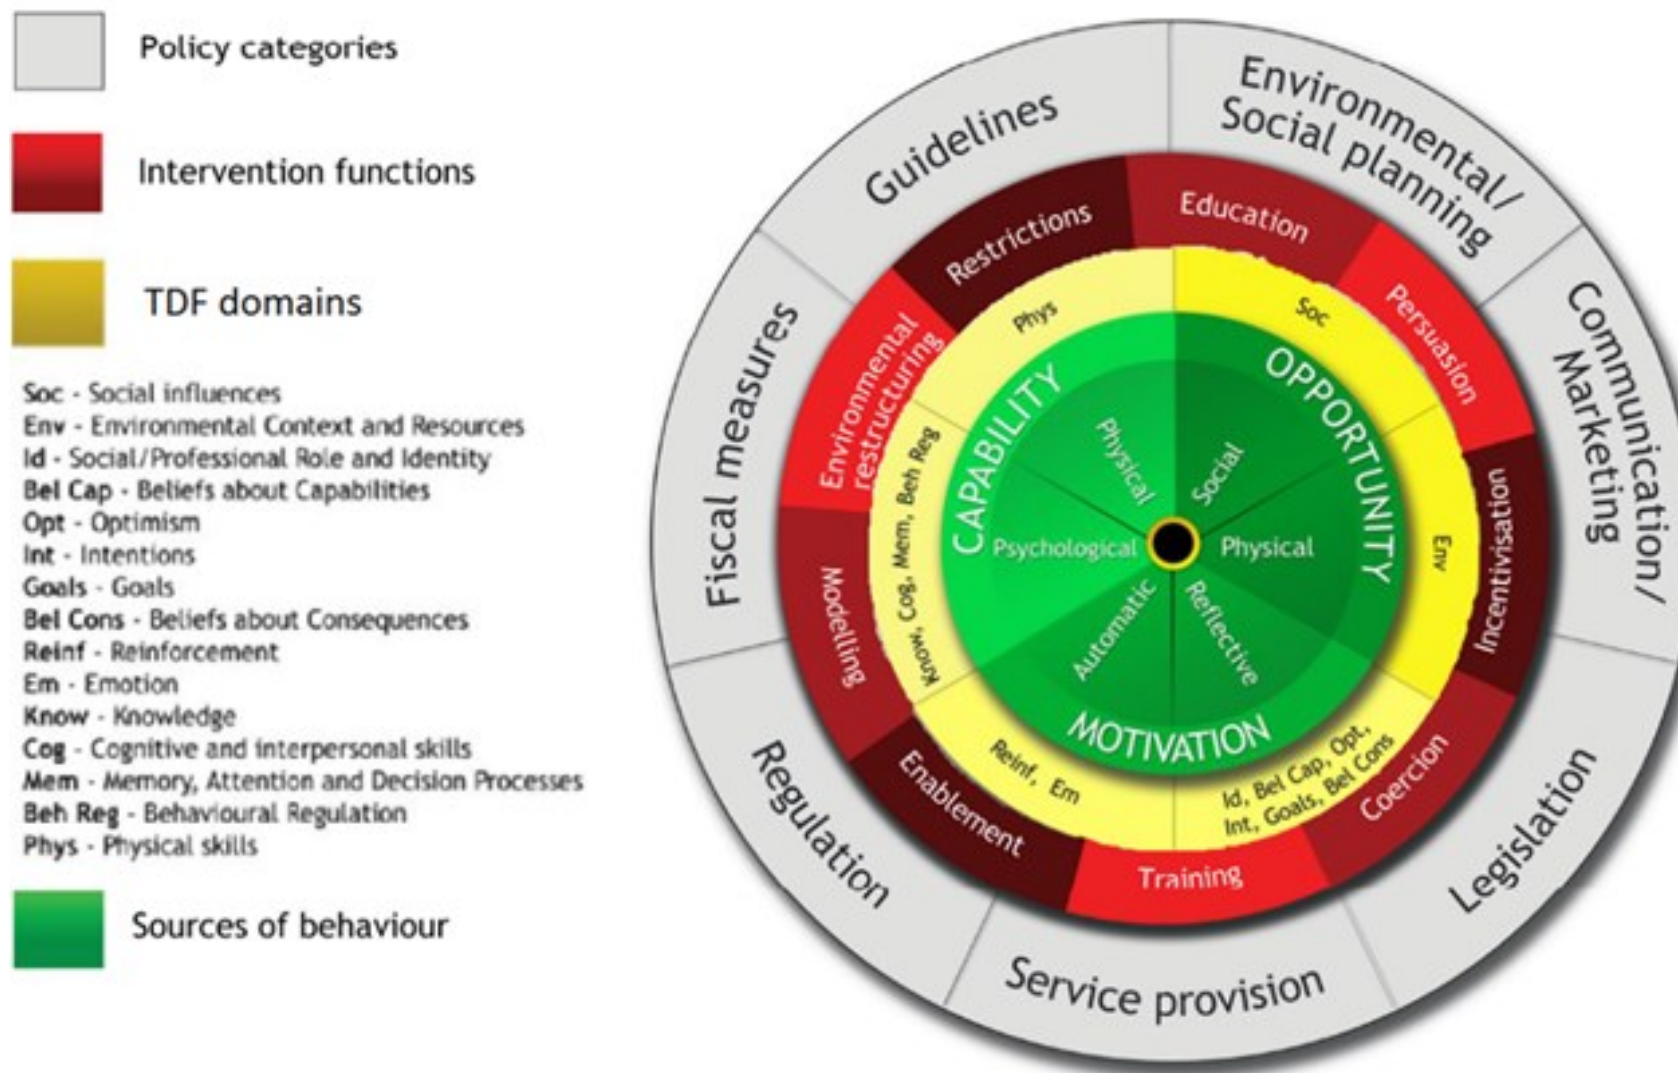 Policy categories
Intervention functions
TDF domains
Soc - Social influences
Env - Environmental Context and Resources
Id - Social/Professional Role and Identity
Bel Cap - Beliefs about Capabilities
Opt - Optimism
Int - Intentions
Goals - Goals
Bel Cons - Beliefs about Consequences
Reinf - Reinforcement
Em - Emotion
Know - Knowledge
Cog - Cognitive and interpersonal skills
Mem - Memory, Attention and Decision Processes
Beh Reg - Behavioural Regulation
Phys - Physical skills
Sources of behaviour
Guidelines
Environmental/
Social planning
Communication/
Marketing
Legislation
Service provision
Regulation
Fiscal measures
Restrictions
Education
Persuasion
Incentivisation
Coercion
Training
Enablement
Modelling
Environmental
restructuring
Phys
Soc
Env
Id, Bel Cap, Opt,
Int, Goals, Bel Cons
Reinf, Em
Know, Cog, Mem, Beh Reg
CAPABILITY
OPPORTUNITY
MOTIVATION
Physical
Social
Physical
Reflective
Automatic
Psychological